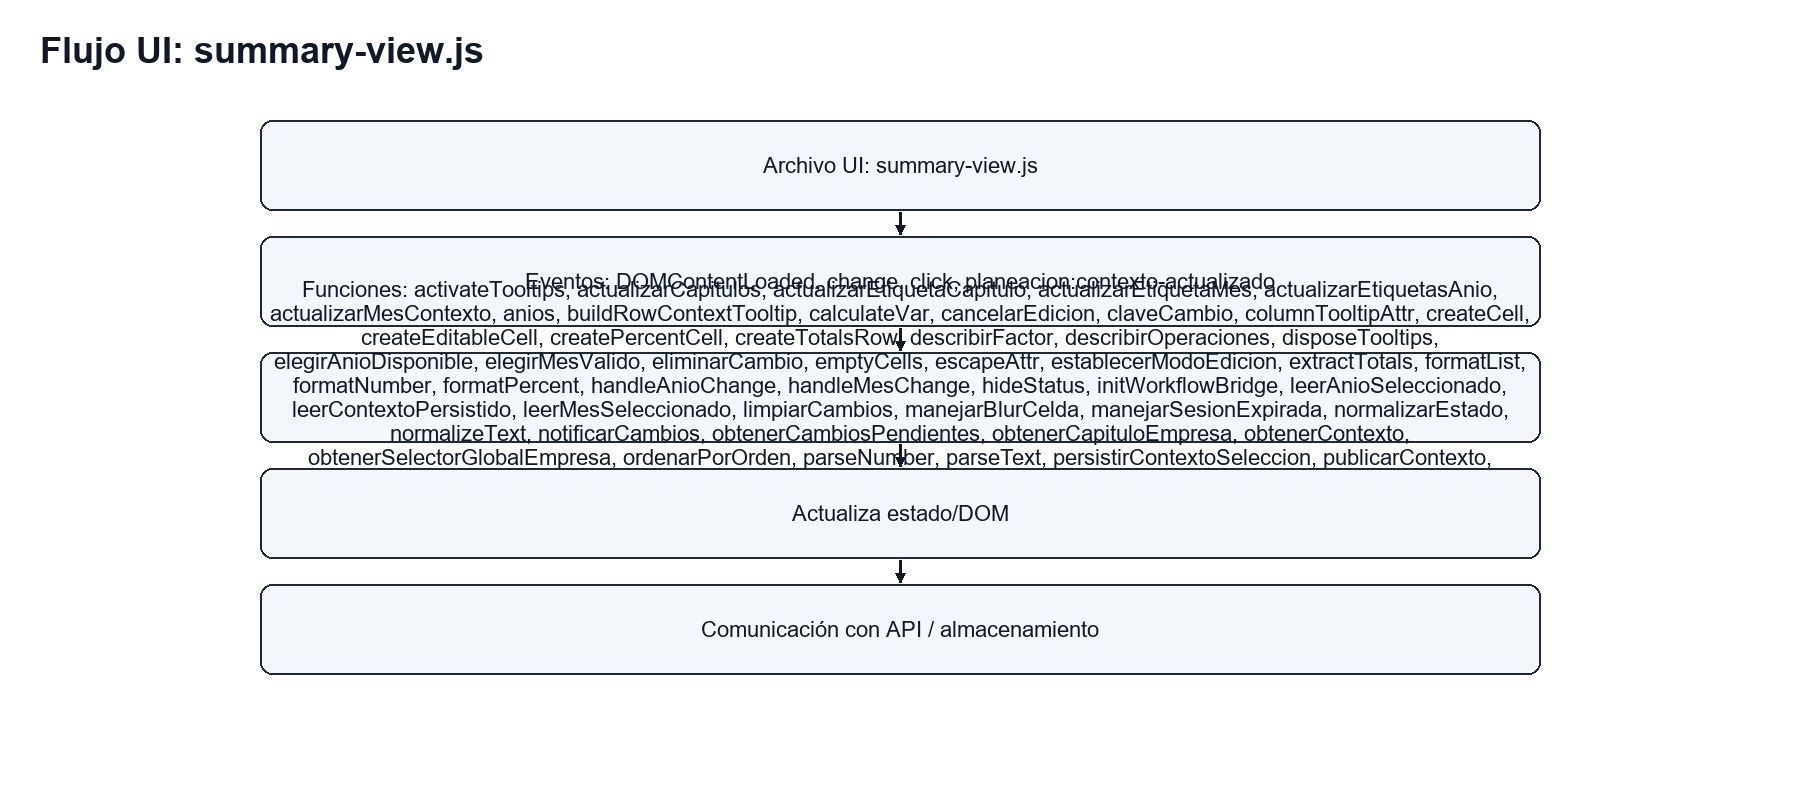 Flujo UI: summary-view.js
Archivo UI: summary-view.js
Eventos: DOMContentLoaded, change, click, planeacion:contexto-actualizado
Funciones: activateTooltips, actualizarCapitulos, actualizarEtiquetaCapitulo, actualizarEtiquetaMes, actualizarEtiquetasAnio,
actualizarMesContexto, anios, buildRowContextTooltip, calculateVar, cancelarEdicion, claveCambio, columnTooltipAttr, createCell,
createEditableCell, createPercentCell, createTotalsRow, describirFactor, describirOperaciones, disposeTooltips,
elegirAnioDisponible, elegirMesValido, eliminarCambio, emptyCells, escapeAttr, establecerModoEdicion, extractTotals, formatList,
formatNumber, formatPercent, handleAnioChange, handleMesChange, hideStatus, initWorkflowBridge, leerAnioSeleccionado,
leerContextoPersistido, leerMesSeleccionado, limpiarCambios, manejarBlurCelda, manejarSesionExpirada, normalizarEstado,
normalizeText, notificarCambios, obtenerCambiosPendientes, obtenerCapituloEmpresa, obtenerContexto,
obtenerSelectorGlobalEmpresa, ordenarPorOrden, parseNumber, parseText, persistirContextoSeleccion, publicarContexto,
Actualiza estado/DOM
Comunicación con API / almacenamiento